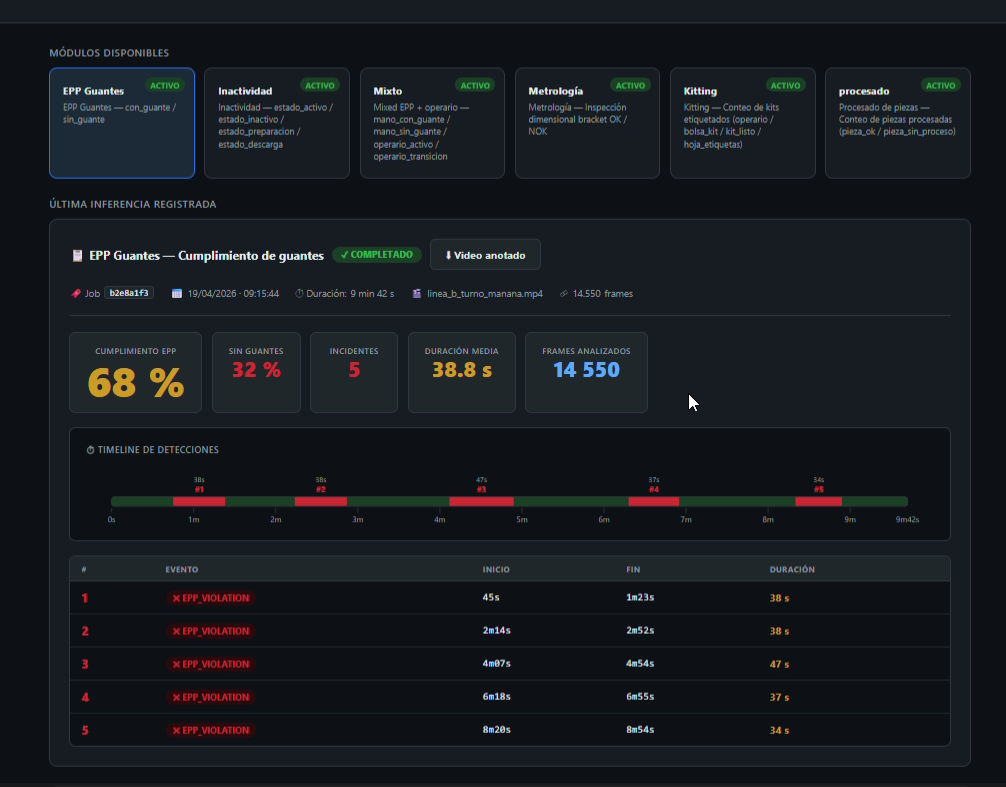 MÓDULOS DISPONIBLES
EPP Guantes ACTIVO
EPP Guantes — con_guante /
sin_guante
Inactividad ACTIVO
Inactividad — estado_activo /
estado_inactivo /
estado_preparacion /
estado_descarga
Mixto ACTIVO
Mixed EPP + operario —
mano_con_guante /
mano_sin_guante /
operario_activo /
operario_transicion
Metrología ACTIVO
Metrología — Inspección
dimensional bracket OK /
NOK
Kitting ACTIVO
Kitting — Conteo de kits
etiquetados (operario /
bolsa_kit / kit_listo /
hoja_etiquetas)
procesado ACTIVO
Procesado de piezas —
Conteo de piezas procesadas
(pieza_ok / pieza_sin_proceso)
ÚLTIMA INFERENCIA REGISTRADA
EPP Guantes — Cumplimiento de guantes ✓ COMPLETADO ⬇ Video anotado
Job b2e8a1f3 19/04/2026 · 09:15:44 Duración: 9 min 42 s linea_b_turno_manana.mp4 14.550 frames
CUMPLIMIENTO EPP
68 %
SIN GUANTES
32 %
INCIDENTES
5
DURACIÓN MEDIA
38.8 s
FRAMES ANALIZADOS
14 550
TIMELINE DE DETECCIONES
38s 38s 47s 37s 34s
#1 #2 #3 #4 #5
0s 1m 2m 3m 4m 5m 6m 7m 8m 9m 9m42s
# EVENTO INICIO FIN DURACIÓN
1 ✕ EPP_VIOLATION 45s 1m23s 38 s
2 ✕ EPP_VIOLATION 2m14s 2m52s 38 s
3 ✕ EPP_VIOLATION 4m07s 4m54s 47 s
4 ✕ EPP_VIOLATION 6m18s 6m55s 37 s
5 ✕ EPP_VIOLATION 8m20s 8m54s 34 s